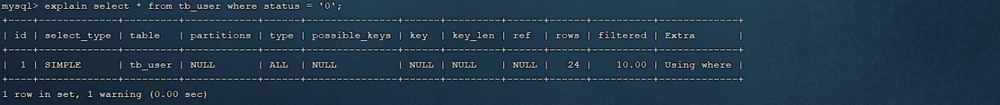 mysql> explain select * from tb_user where status = '0';
+----+-------------+---------+------------+------+---------------+------+---------+------+------+----------+-------------+
| id | select_type | table   | partitions | type | possible_keys | key  | key_len | ref  | rows | filtered | Extra       |
+----+-------------+---------+------------+------+---------------+------+---------+------+------+----------+-------------+
|  1 | SIMPLE      | tb_user | NULL       | ALL  | NULL          | NULL | NULL    | NULL |   24 |    10.00 | Using where |
+----+-------------+---------+------------+------+---------------+------+---------+------+------+----------+-------------+
1 row in set, 1 warning (0.00 sec)